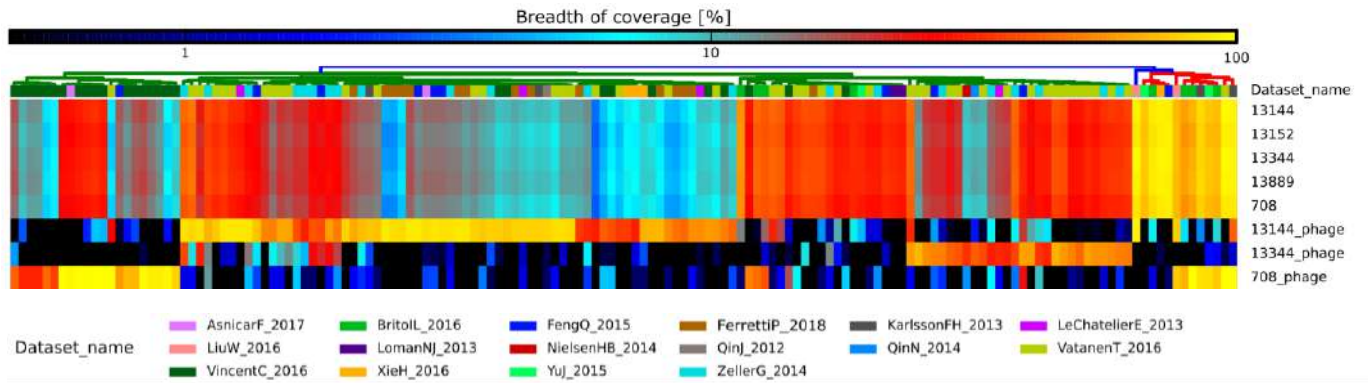 Breadth of coverage [%]
1 10 100
Dataset_name
13144
13152
13344
13889
708
13144_phage
13344_phage
708_phage
AsnicarF_2017 BritoIL_2016 FengQ_2015 FerrettiP_2018 KarlssonFH_2013 LeChatelierE_2013
Dataset_name LiuW_2016 LomanNJ_2013 NielsenHB_2014 QinJ_2012 QinN_2014 VatanenT_2016
VincentC_2016 XieH_2016 YuJ_2015 ZellerG_2014